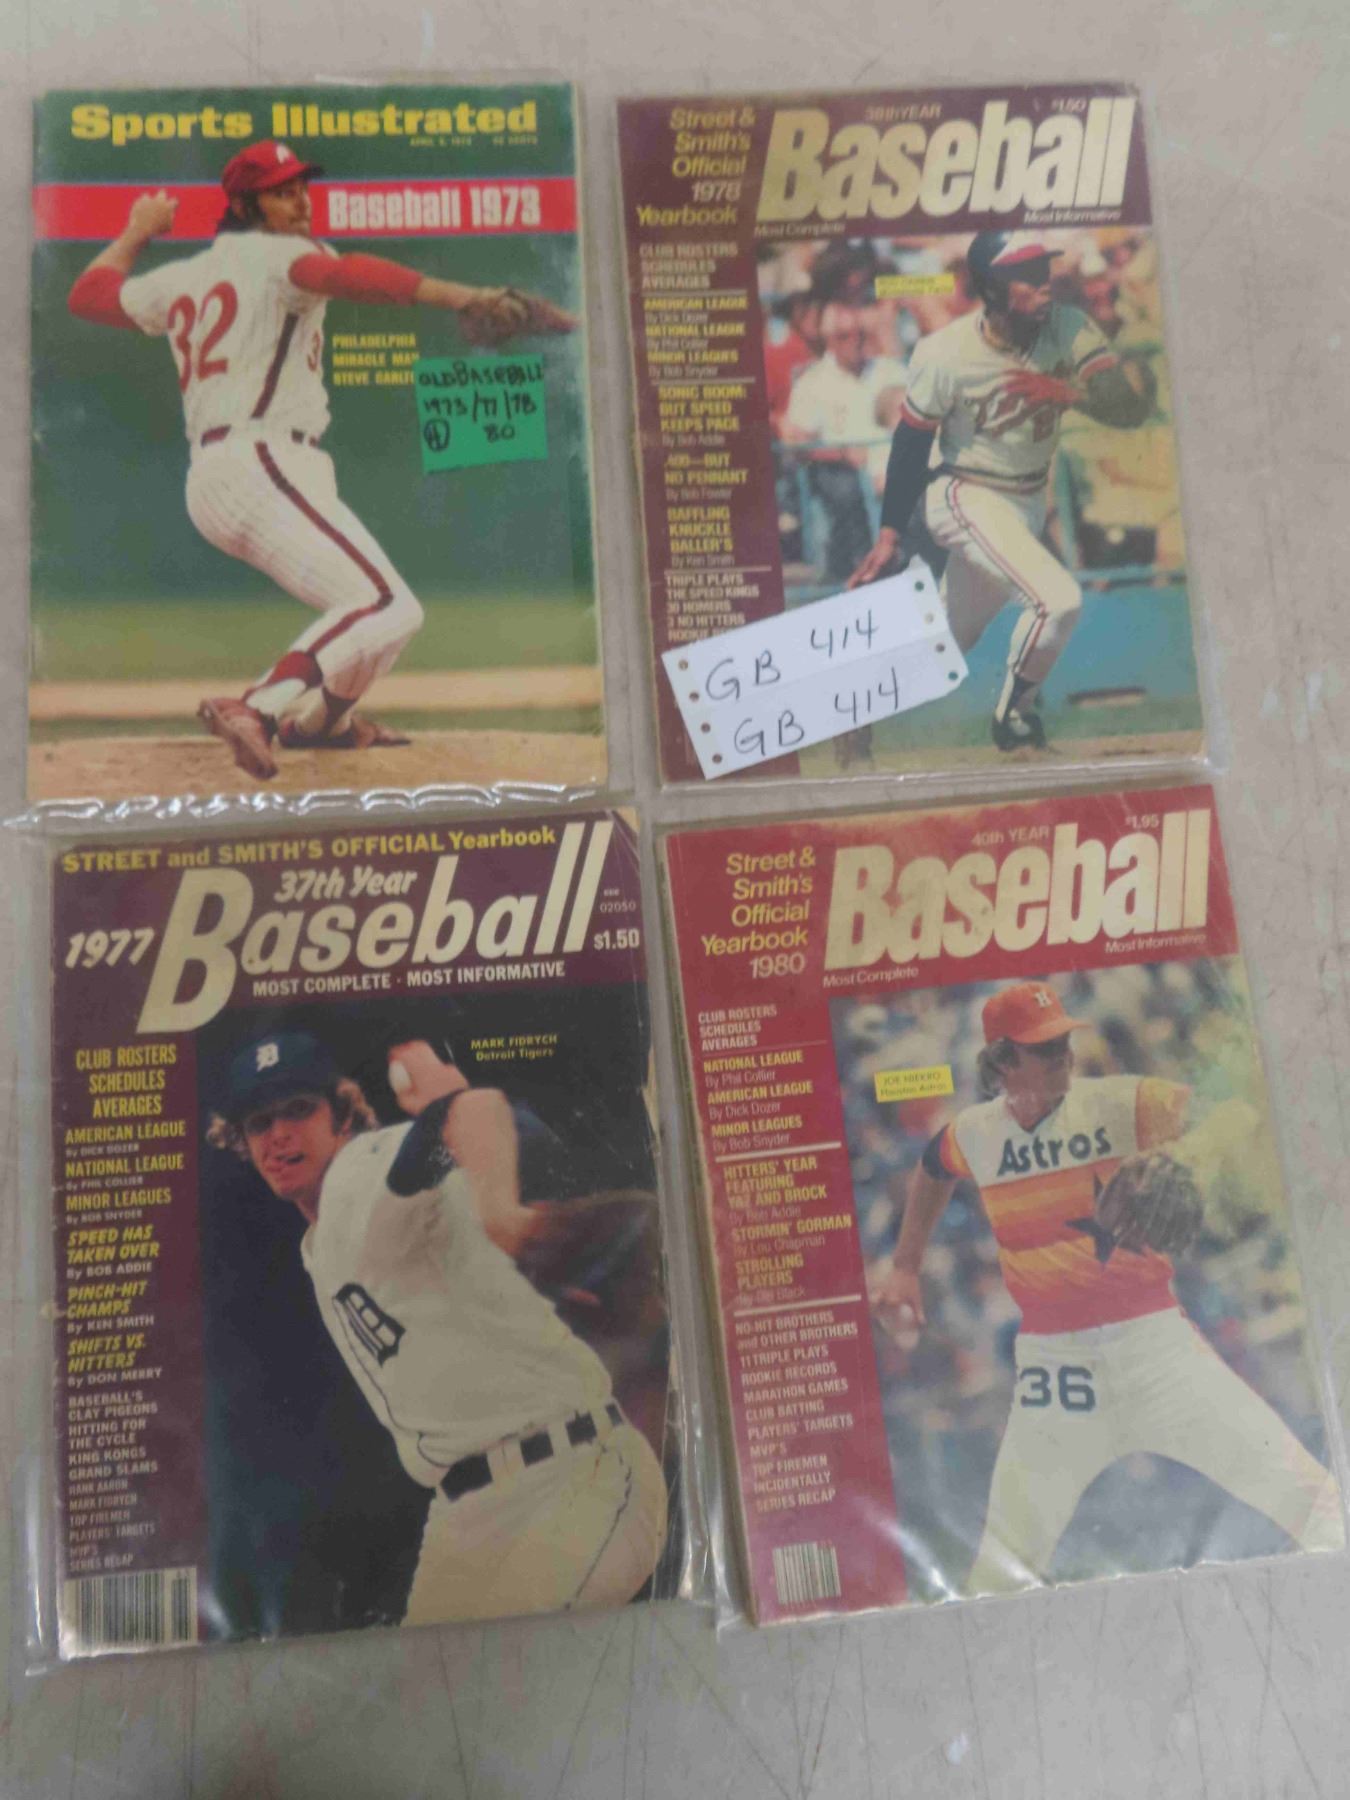 Sports Illustrated
Baseball 1973
32
PHILADELPHIA
MIRACLE MAN
STEVE CARLTO
OLD BASEBALL
1973/77/78
4 80
Street &
Smith's
Official
1978
Yearbook
38th YEAR
$1.50
Baseball
Most Complete
Most Informative
CLUB ROSTERS
SCHEDULES
AVERAGES
AMERICAN LEAGUE
By Dick Dozer
NATIONAL LEAGUE
By Phil Collier
MINOR LEAGUES
By Bob Snyder
SONIC BOOM:
BUT SPEED
KEEPS PACE
By Bob Addie
.400—BUT
NO PENNANT
By Bob Fowler
BAFFLING
KNUCKLE
BALLER'S
By Ken Smith
TRIPLE PLAYS
THE SPEED KINGS
30 HOMERS
3 NO HITTERS
ROOKIE
GB 414
GB 414
STREET and SMITH'S OFFICIAL Yearbook
37th Year
1977 Baseball
02050
$1.50
MOST COMPLETE · MOST INFORMATIVE
MARK FIDRYCH
Detroit Tigers
CLUB ROSTERS
SCHEDULES
AVERAGES
AMERICAN LEAGUE
By DICK DOZER
NATIONAL LEAGUE
By PHIL COLLIER
MINOR LEAGUES
By BOB SNYDER
SPEED HAS
TAKEN OVER
By BOB ADDIE
PINCH-HIT
CHAMPS
By KEN SMITH
SHIFTS VS.
HITTERS
By DON MERRY
BASEBALL'S
CLAY PIGEONS
HITTING FOR
THE CYCLE
KING KONGS
GRAND SLAMS
HANK AARON
MARK FIDRYCH
TOP FIREMEN
PLAYERS' TARGETS
MVP'S
SERIES RECAP
Street &
Smith's
Official
Yearbook
1980
40th YEAR
$1.95
Baseball
Most Complete
Most Informative
CLUB ROSTERS
SCHEDULES
AVERAGES
NATIONAL LEAGUE
By Phil Collier
AMERICAN LEAGUE
By Dick Dozer
MINOR LEAGUES
By Bob Snyder
HITTERS' YEAR
FEATURING
YAZ AND BROCK
By Bob Addie
STORMIN' GORMAN
By Lou Chapman
STROLLING
PLAYERS
By Del Black
NO-HIT BROTHERS
and OTHER BROTHERS
11 TRIPLE PLAYS
ROOKIE RECORDS
MARATHON GAMES
CLUB BATTING
PLAYERS' TARGETS
MVP'S
TOP FIREMEN
INCIDENTALLY
SERIES RECAP
JOE NIEKRO
Houston Astros
H
Astros
36